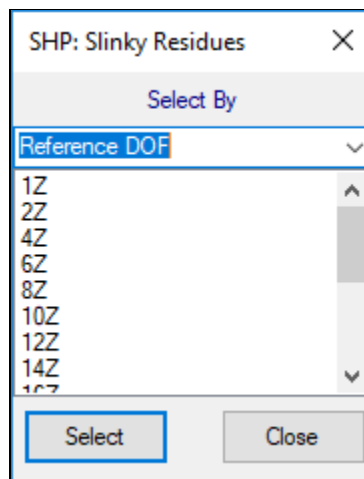 SHP: Slinky Residues
Select By
Reference DOF
1Z
2Z
4Z
6Z
8Z
10Z
12Z
14Z
Select
Close